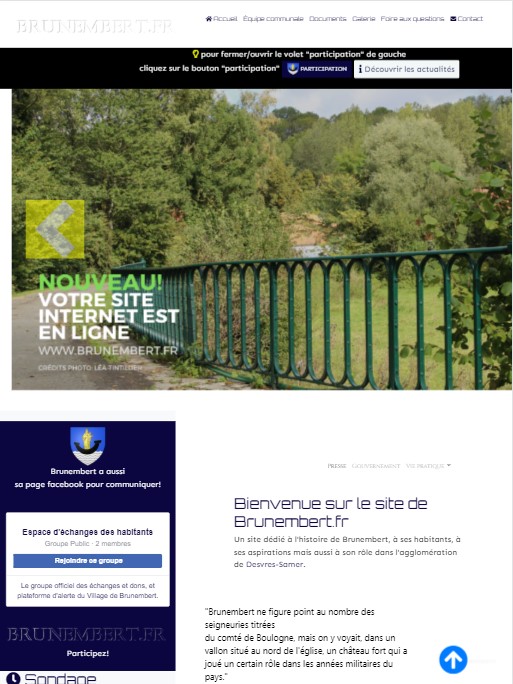 BRUNEMBERT.FR
Accueil Équipe communale Documents Galerie Foire aux questions Contact
pour fermer/ouvrir le volet "participation" de gauche
cliquez sur le bouton "participation" PARTICIPATION Découvrir les actualités
NOUVEAU!
VOTRE SITE
INTERNET EST
EN LIGNE
WWW.BRUNEMBERT.FR
CRÉDITS PHOTO: LÉA TINTILLIER
Brunembert a aussi
sa page facebook pour communiquer!
Espace d'échanges des habitants
Groupe Public · 2 membres
Rejoindre ce groupe
Le groupe officiel des échanges et dons, et
plateforme d'alerte du Village de Brunembert.
BRUNEMBERT.FR
Participez!
Sondage
Presse Gouvernement Vie pratique
Bienvenue sur le site de
Brunembert.fr
Un site dédié à l'histoire de Brunembert, à ses habitants, à
ses aspirations mais aussi à son rôle dans l'agglomération
de Desvres-Samer.
"Brunembert ne figure point au nombre des
seigneuries titrées
du comté de Boulogne, mais on y voyait, dans un
vallon situé au nord de l'église, un château fort qui a
joué un certain rôle dans les années militaires du
pays."